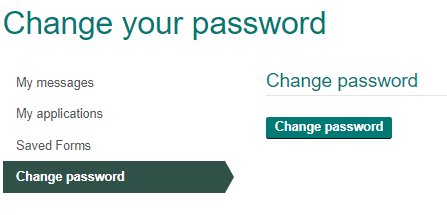 Change your password
My messages
My applications
Saved Forms
Change password
Change password
Change password